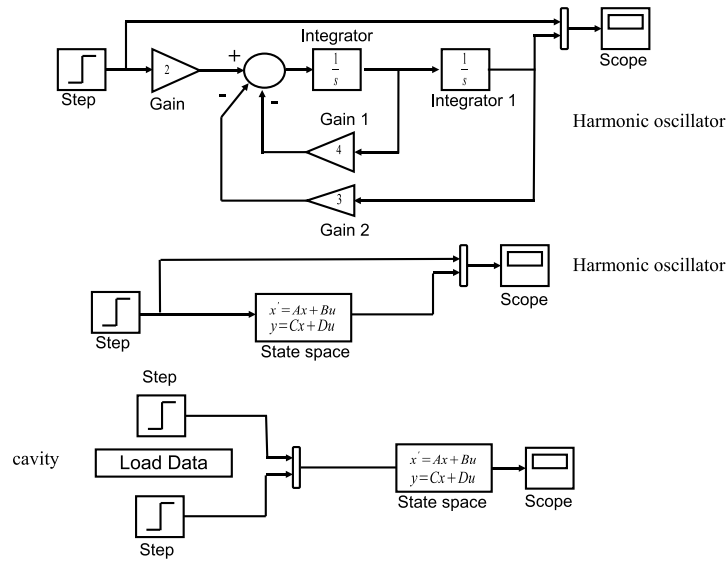 Integrator
+
2
1
s
1
s
Scope
Step
Gain
-
-
Integrator 1
Gain 1
Harmonic oscillator
4
3
Gain 2
Harmonic oscillator
x'=Ax+Bu
y=Cx+Du
Scope
Step
State space
Step
cavity
Load Data
x'=Ax+Bu
y=Cx+Du
State space
Scope
Step